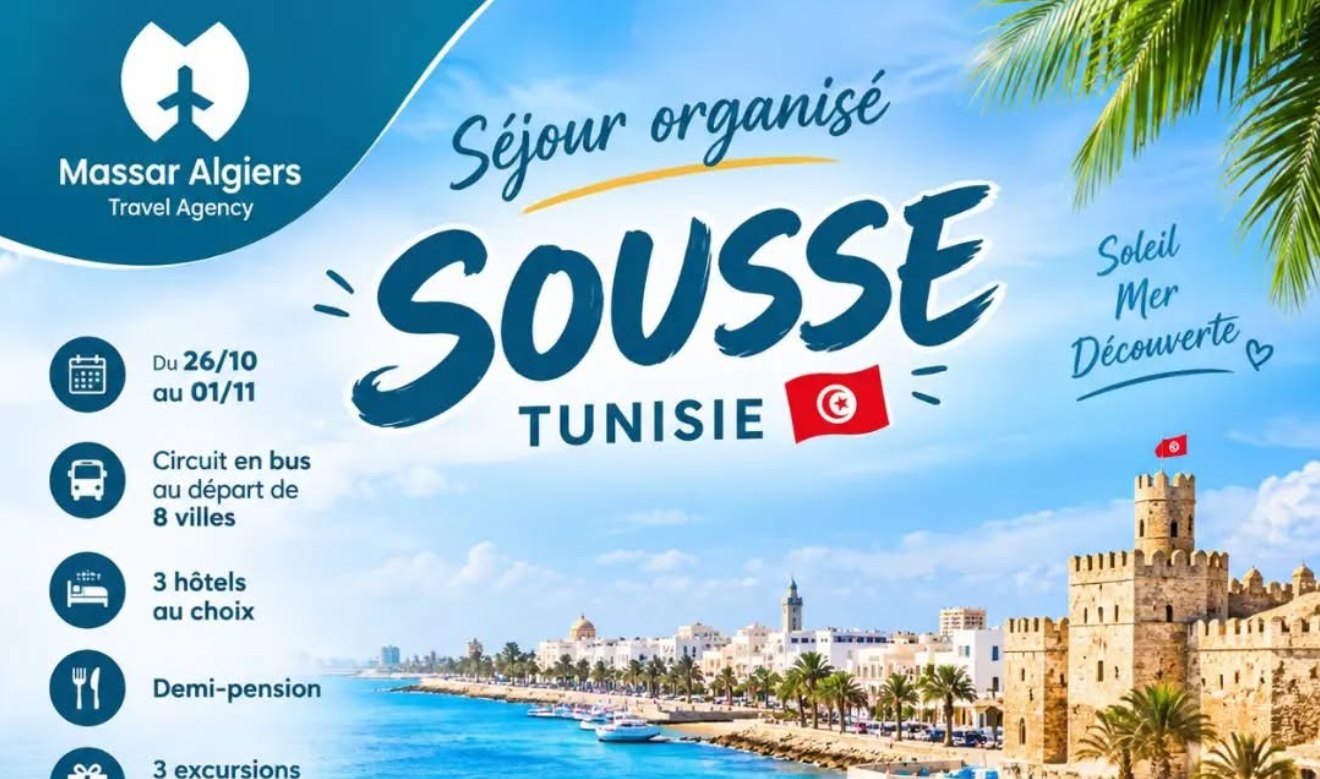 Massar Algiers
Travel Agency
Séjour organisé
SOUSSE
TUNISIE
Soleil
Mer
Découverte
Du 26/10
au 01/11
Circuit en bus
au départ de
8 villes
3 hôtels
au choix
Demi-pension
3 excursions